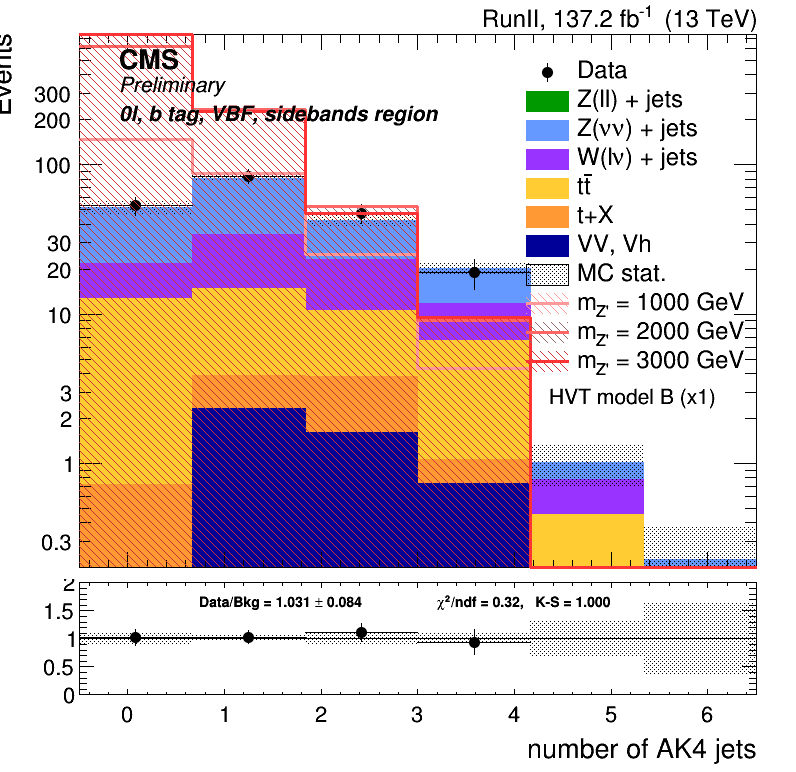 RunII, 137.2 fb⁻¹ (13 TeV)
Events
CMS
Preliminary
0l, b tag, VBF, sidebands region
Data
Z(ll) + jets
Z(νν) + jets
W(lν) + jets
tt̄
t+X
VV, Vh
MC stat.
m_Z' = 1000 GeV
m_Z' = 2000 GeV
m_Z' = 3000 GeV
HVT model B (x1)
300
200
100
30
20
10
3
2
1
0.3
Data/Bkg = 1.031 ± 0.084
χ²/ndf = 0.32, K-S = 1.000
2
1.5
1
0.5
0
0 1 2 3 4 5 6
number of AK4 jets